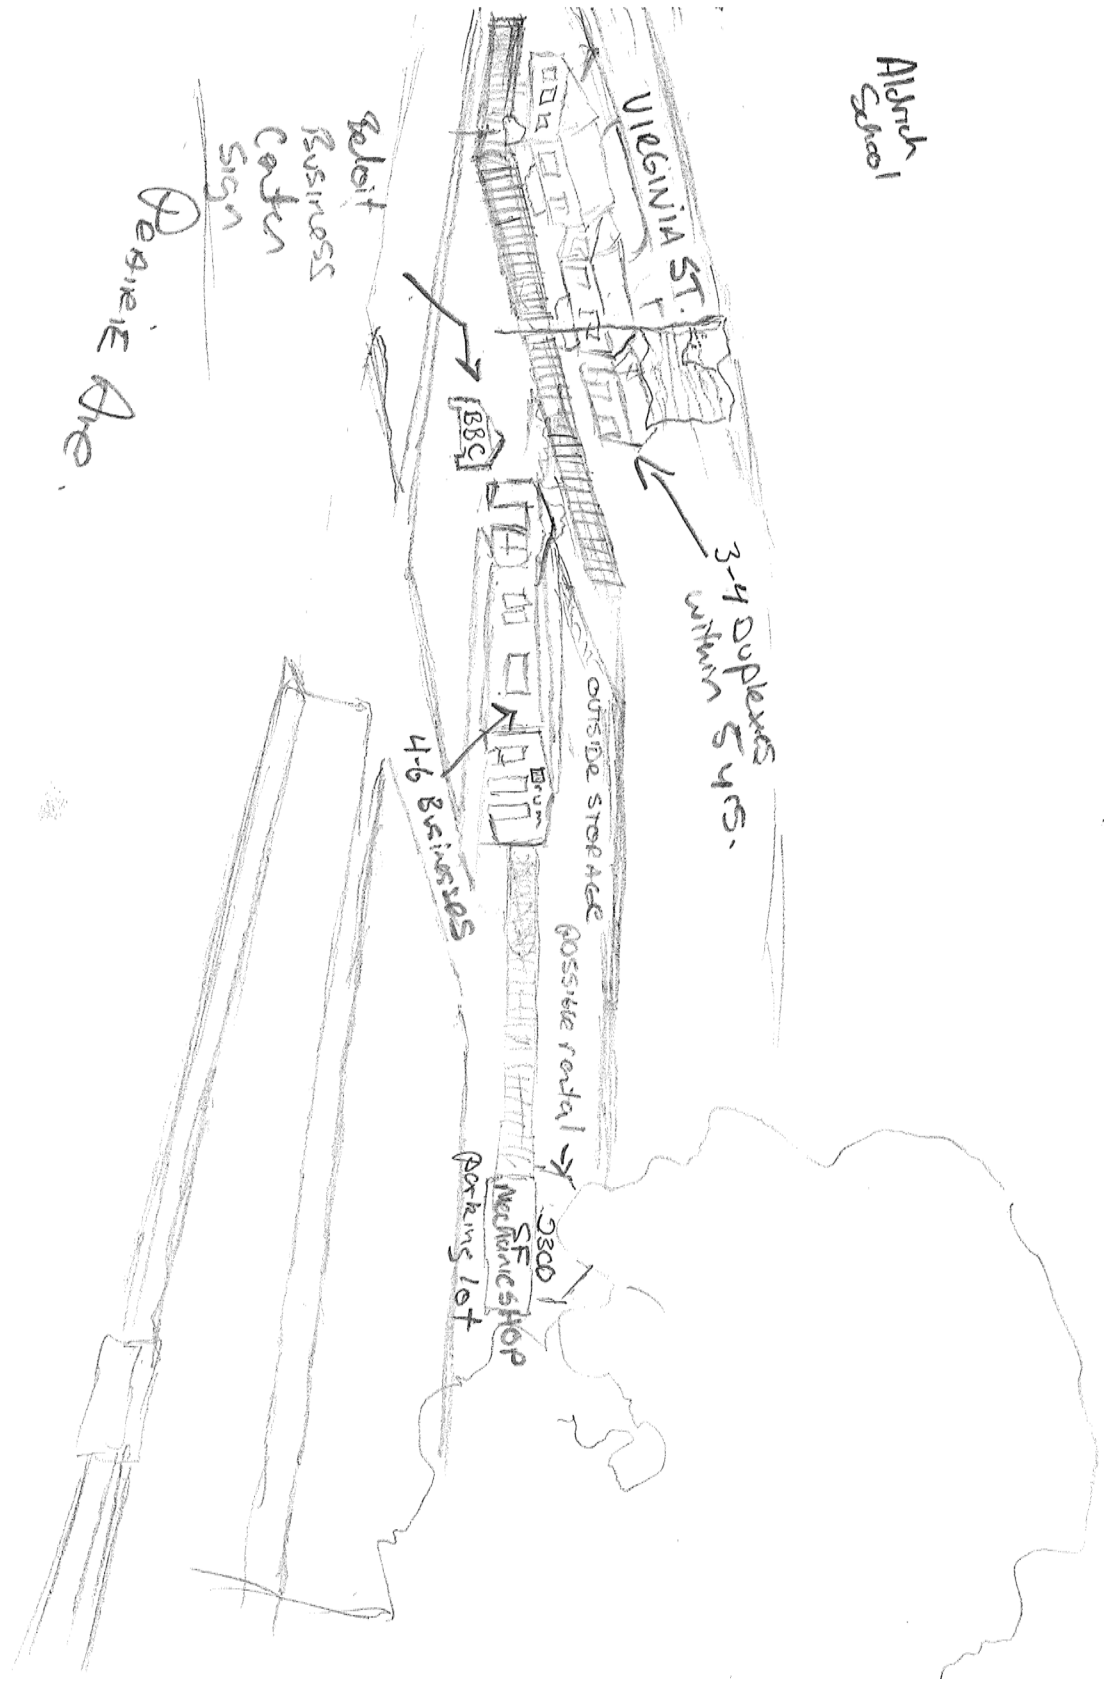 Aldrich
School
VIRGINIA ST.
3-4 Duplexes
within 5 yrs.
Beloit
Business
Center
Sign
PRAIRIE Ave.
BBC
OUTSIDE STORAGE
4-6 Businesses
possible rental
SF
Mechanic SHOP
parking lot